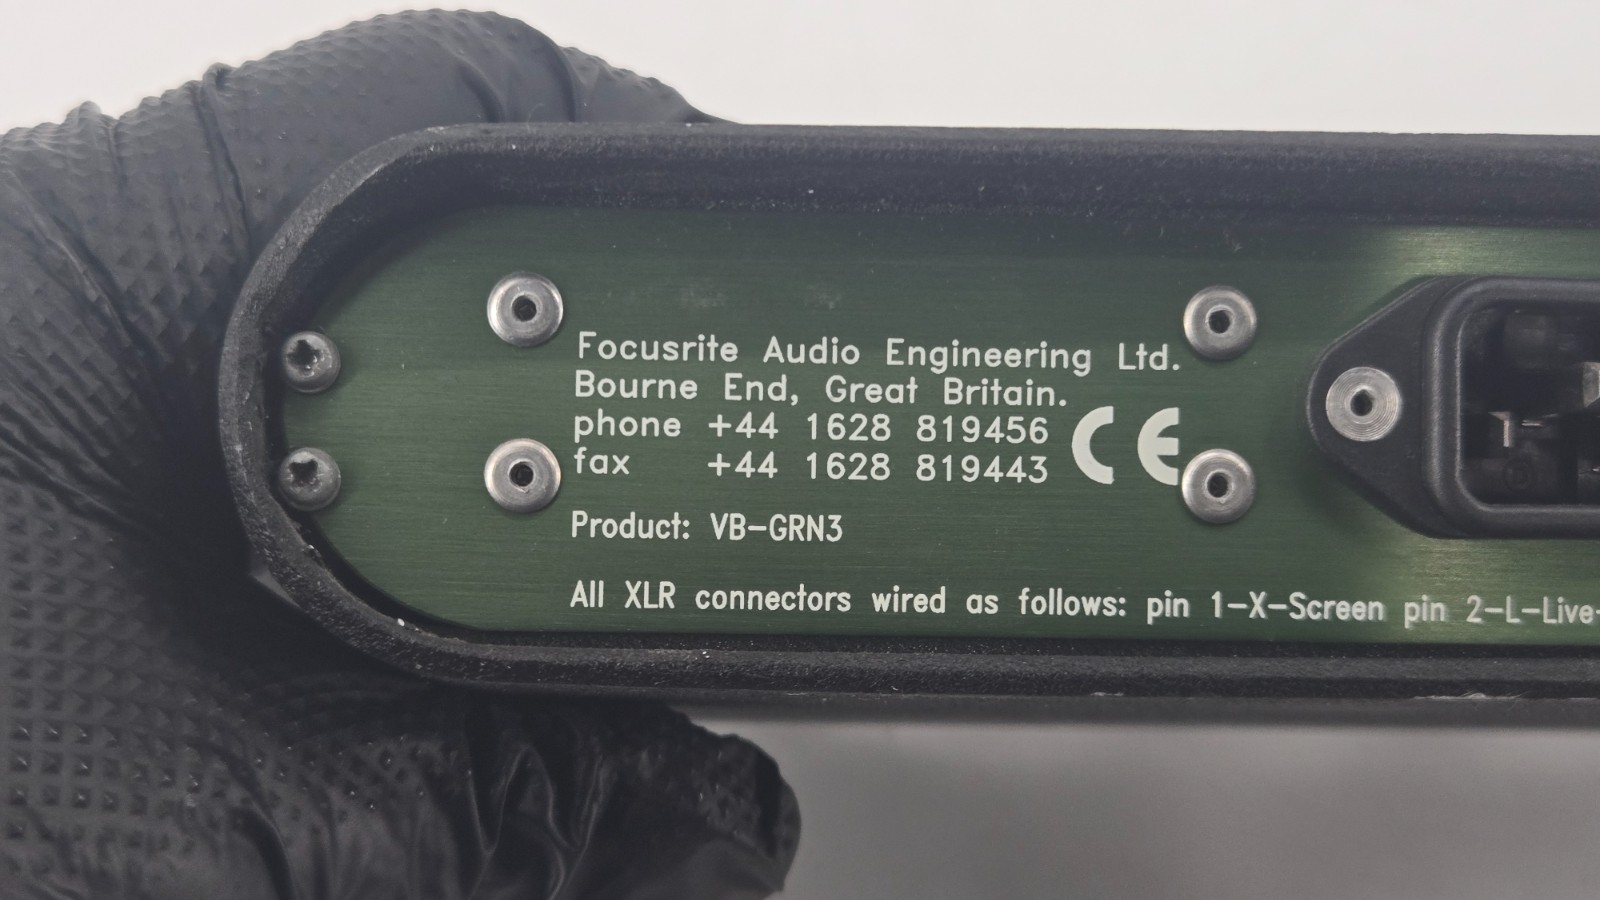 Focusrite Audio Engineering Ltd.
Bourne End, Great Britain.
phone +44 1628 819456
fax +44 1628 819443
CE
Product: VB-GRN3
All XLR connectors wired as follows: pin 1-X-Screen pin 2-L-Live-